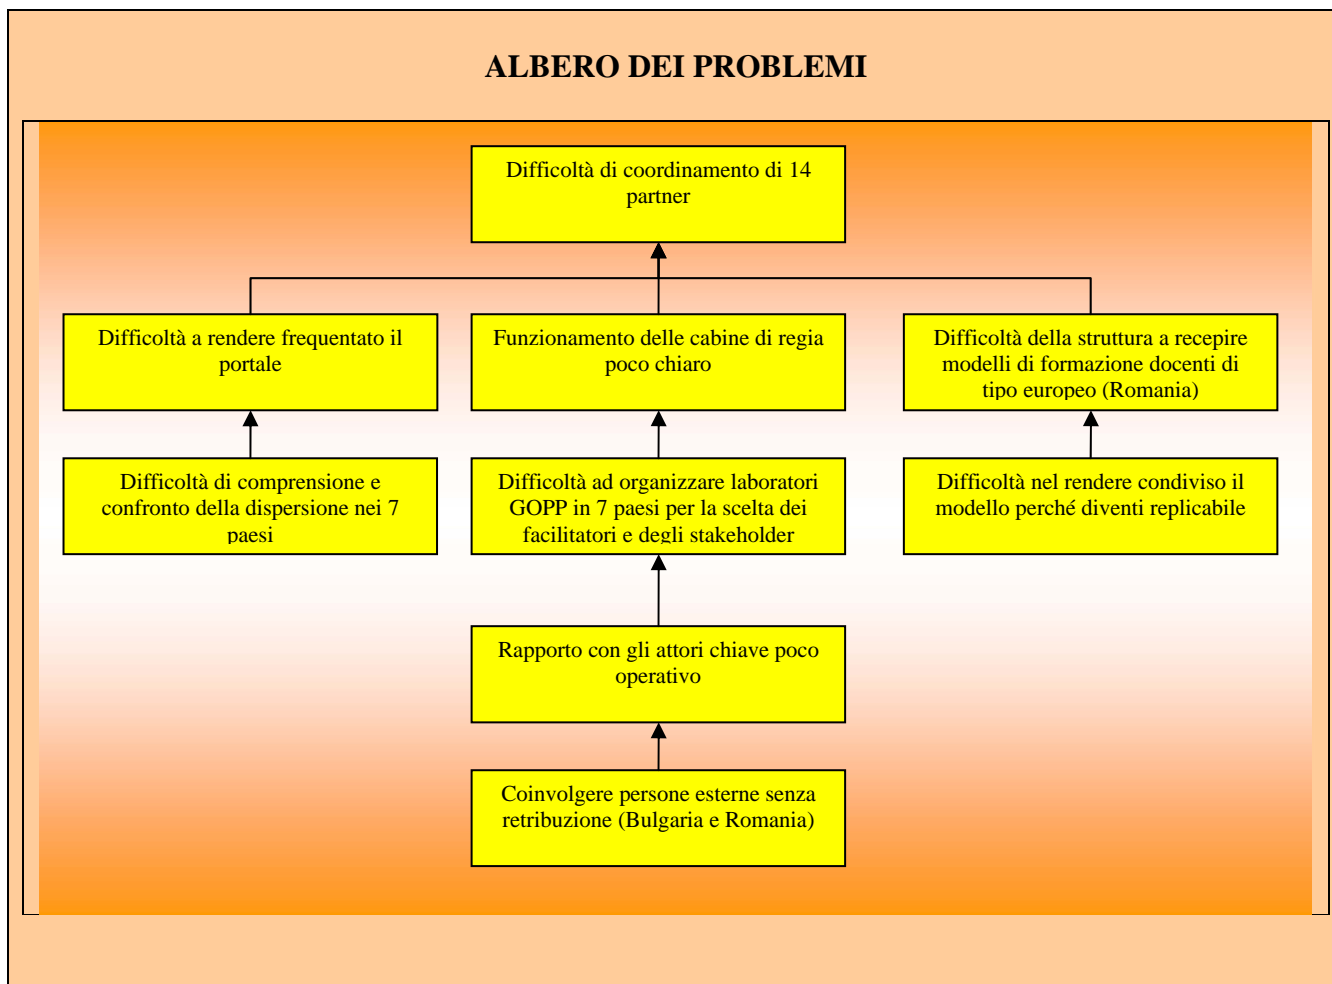 ALBERO DEI PROBLEMI
Difficoltà di coordinamento di 14
partner
Difficoltà a rendere frequentato il
portale
Funzionamento delle cabine di regia
poco chiaro
Difficoltà della struttura a recepire
modelli di formazione docenti di
tipo europeo (Romania)
Difficoltà di comprensione e
confronto della dispersione nei 7
paesi
Difficoltà ad organizzare laboratori
GOPP in 7 paesi per la scelta dei
facilitatori e degli stakeholder
Difficoltà nel rendere condiviso il
modello perché diventi replicabile
Rapporto con gli attori chiave poco
operativo
Coinvolgere persone esterne senza
retribuzione (Bulgaria e Romania)